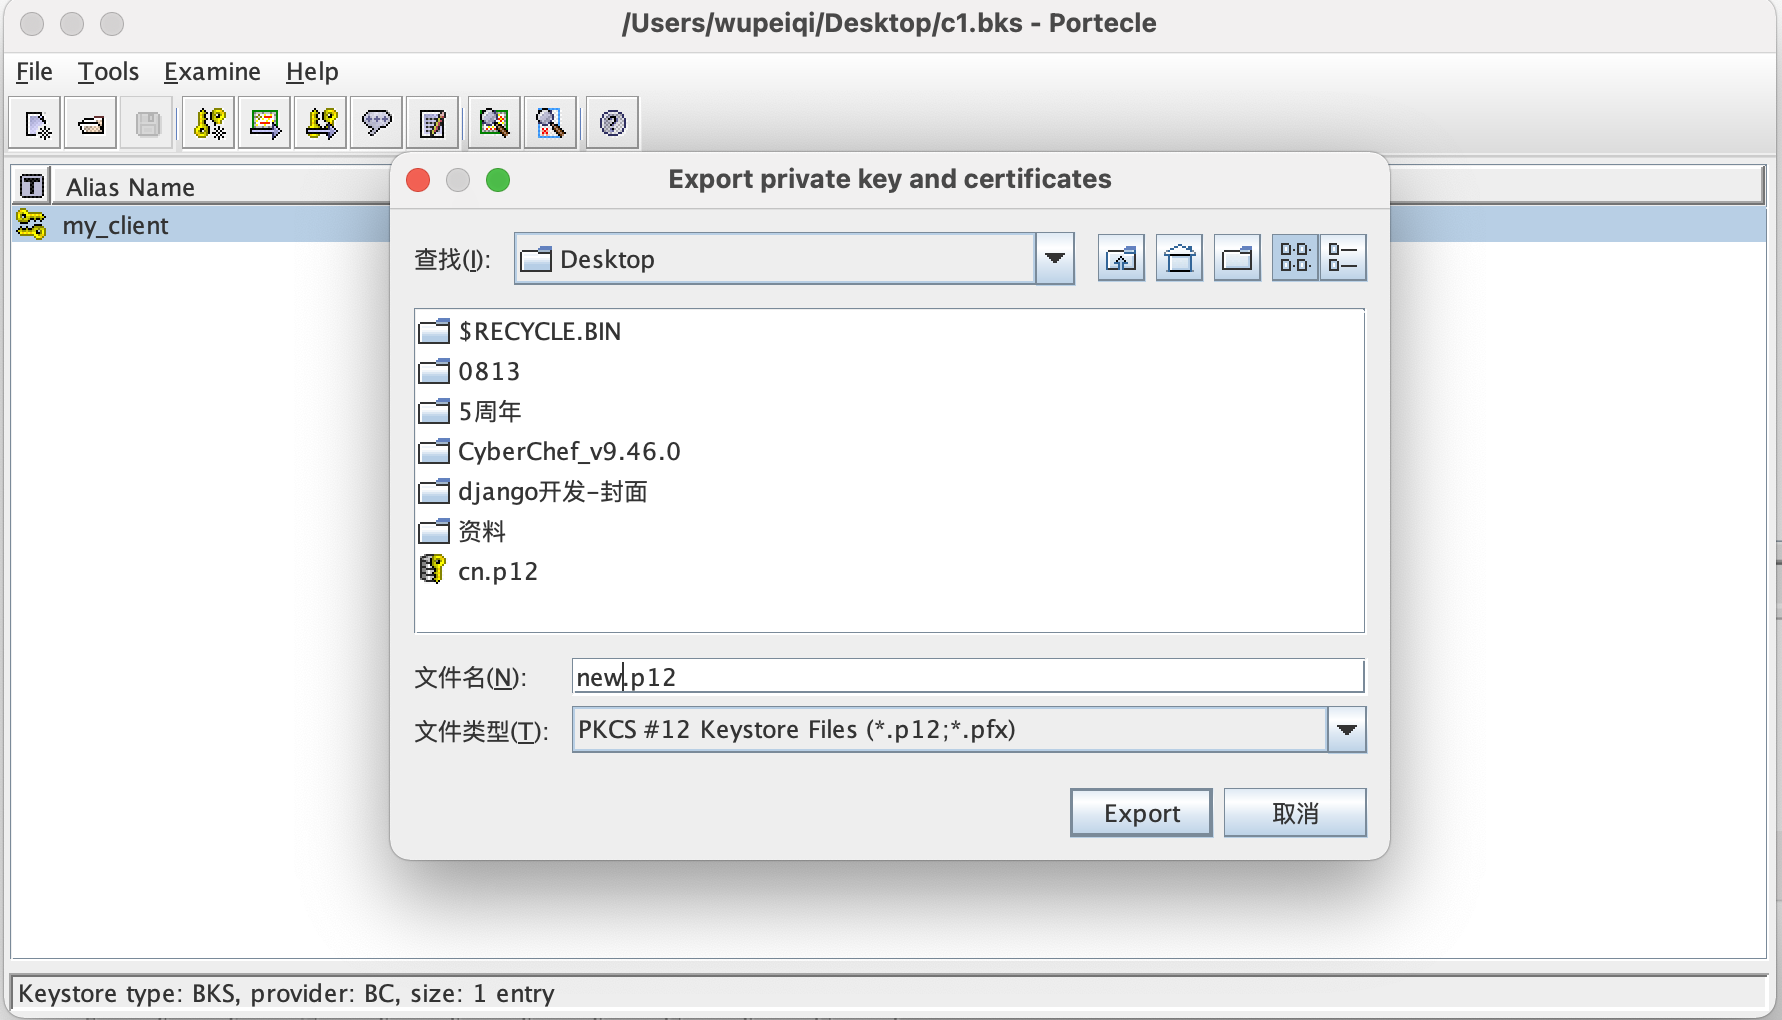 /Users/wupeiqi/Desktop/c1.bks - Portecle
File Tools Examine Help
T Alias Name
my_client
Export private key and certificates
查找(I): Desktop
$RECYCLE.BIN
0813
5周年
CyberChef_v9.46.0
django开发-封面
资料
cn.p12
文件名(N): new.p12
文件类型(T): PKCS #12 Keystore Files (*.p12;*.pfx)
Export 取消
Keystore type: BKS, provider: BC, size: 1 entry